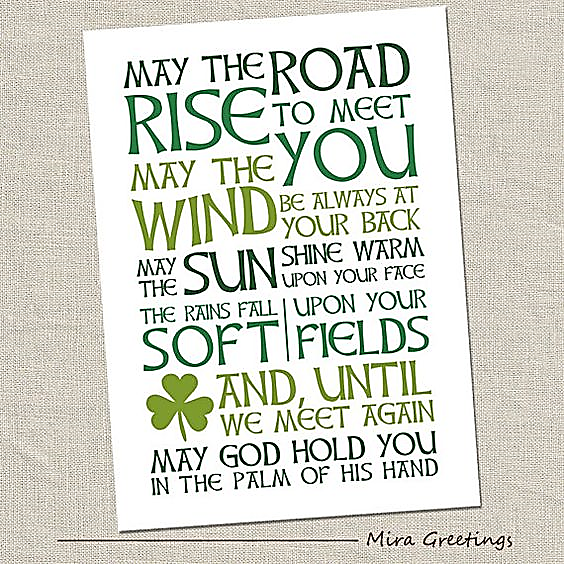 MAY THE ROAD
RISE TO MEET
YOU
MAY THE
WIND BE ALWAYS AT
YOUR BACK
MAY THE SUN SHINE WARM
UPON YOUR FACE
THE RAINS FALL
SOFT UPON YOUR
FIELDS
AND, UNTIL
WE MEET AGAIN
MAY GOD HOLD YOU
IN THE PALM OF HIS HAND
Mira Greetings